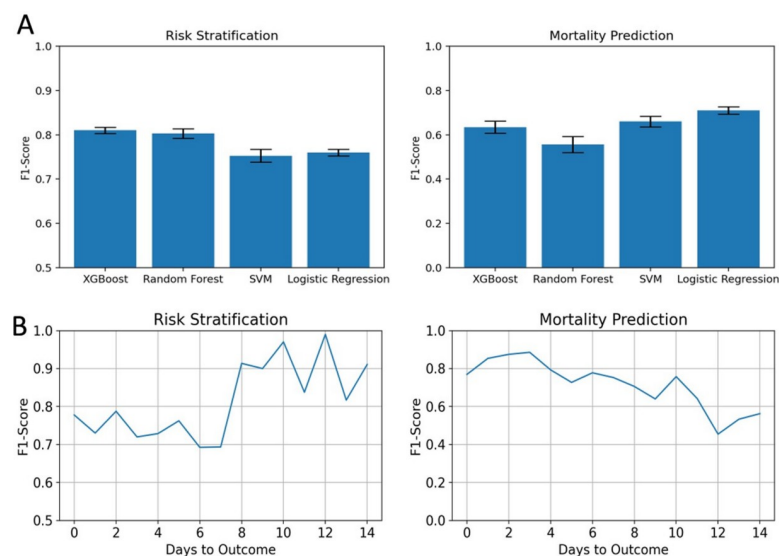 A
Risk Stratification
Mortality Prediction
1.0
0.9
0.8
0.7
0.6
0.5
F1-Score
XGBoost
Random Forest
SVM
Logistic Regression
1.0
0.8
0.6
0.4
0.2
0.0
F1-Score
XGBoost
Random Forest
SVM
Logistic Regression
B
Risk Stratification
Mortality Prediction
1.0
0.9
0.8
0.7
0.6
0.5
F1-Score
0 2 4 6 8 10 12 14
Days to Outcome
1.0
0.8
0.6
0.4
0.2
0.0
F1-Score
0 2 4 6 8 10 12 14
Days to Outcome